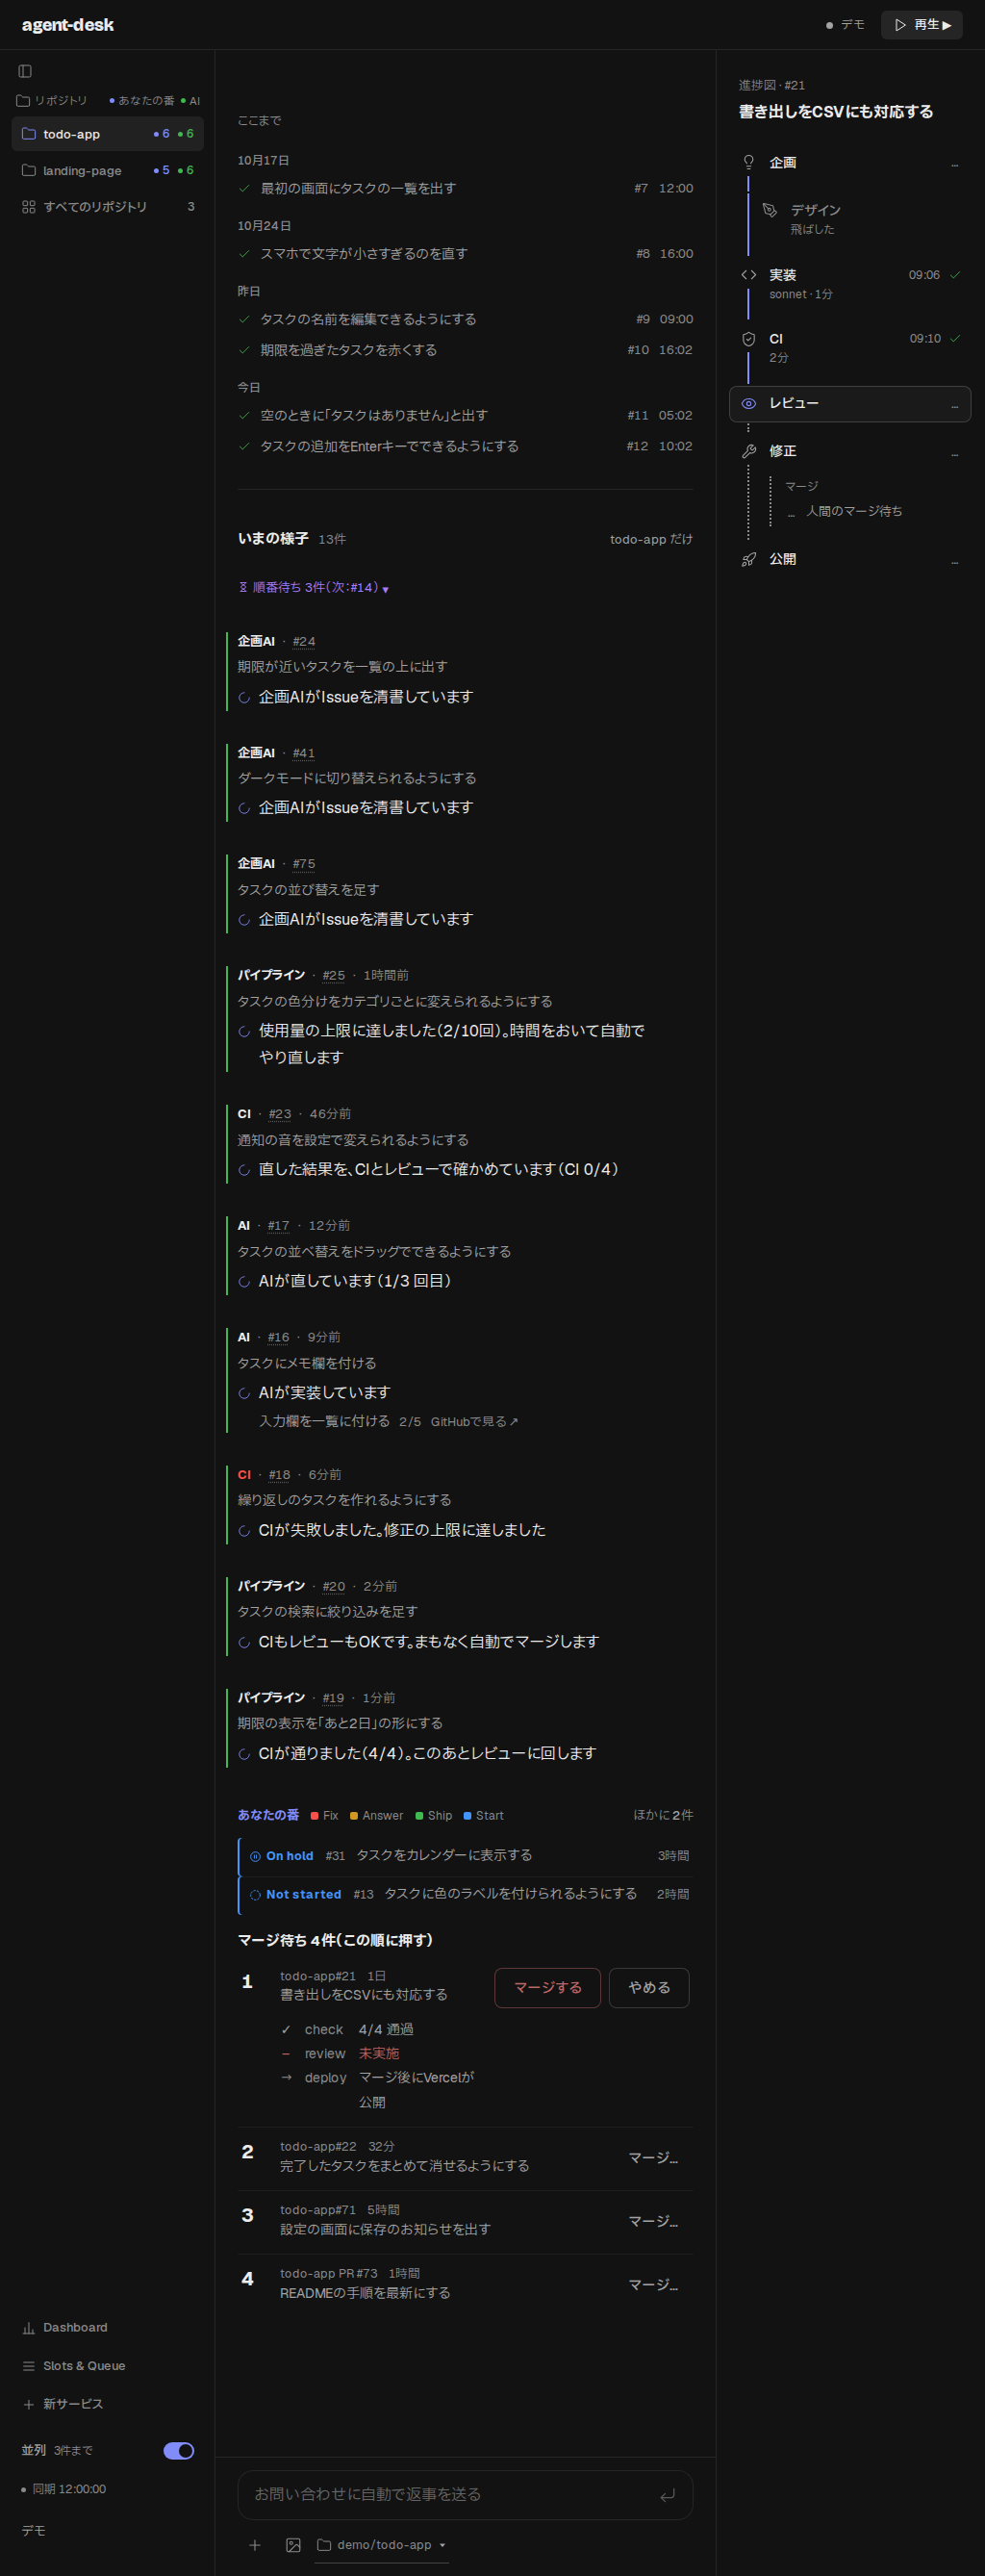 agent-desk
デモ
再生 ▶
リポジトリ
あなたの番 AI
todo-app 6 6
landing-page 5 6
すべてのリポジトリ 3
ここまで
10月17日
最初の画面にタスクの一覧を出す #7 12:00
10月24日
スマホで文字が小さすぎるのを直す #8 16:00
昨日
タスクの名前を編集できるようにする #9 09:00
期限を過ぎたタスクを赤くする #10 16:02
今日
空のときに「タスクはありません」と出す #11 05:02
タスクの追加をEnterキーでできるようにする #12 10:02
いまの様子 13件 todo-app だけ
順番待ち 3件（次：#14） ▼
企画AI · #24
期限が近いタスクを一覧の上に出す
企画AIがIssueを清書しています
企画AI · #41
ダークモードに切り替えられるようにする
企画AIがIssueを清書しています
企画AI · #75
タスクの並び替えを足す
企画AIがIssueを清書しています
パイプライン · #25 · 1時間前
タスクの色分けをカテゴリごとに変えられるようにする
使用量の上限に達しました（2/10回）。時間をおいて自動で
やり直します
CI · #23 · 46分前
通知の音を設定で変えられるようにする
直した結果を、CIとレビューで確かめています（CI 0/4）
AI · #17 · 12分前
タスクの並べ替えをドラッグでできるようにする
AIが直しています（1/3 回目）
AI · #16 · 9分前
タスクにメモ欄を付ける
AIが実装しています
入力欄を一覧に付ける 2/5 GitHubで見る ↗
CI · #18 · 6分前
繰り返しのタスクを作れるようにする
CIが失敗しました。修正の上限に達しました
パイプライン · #20 · 2分前
タスクの検索に絞り込みを足す
CIもレビューもOKです。まもなく自動でマージします
パイプライン · #19 · 1分前
期限の表示を「あと2日」の形にする
CIが通りました（4/4）。このあとレビューに回します
あなたの番 Fix Answer Ship Start ほかに 2 件
On hold #31 タスクをカレンダーに表示する 3時間
Not started #13 タスクに色のラベルを付けられるようにする 2時間
マージ待ち 4件（この順に押す）
1 todo-app#21 1日
書き出しをCSVにも対応する
マージする やめる
✓ check 4/4 通過
– review 未実施
→ deploy マージ後にVercelが
公開
2 todo-app#22 32分
完了したタスクをまとめて消せるようにする
マージ…
3 todo-app#71 5時間
設定の画面に保存のお知らせを出す
マージ…
4 todo-app PR #73 1時間
READMEの手順を最新にする
マージ…
お問い合わせに自動で返事を送る
demo/todo-app
進捗図 · #21
書き出しをCSVにも対応する
企画 …
デザイン
飛ばした
実装 09:06
sonnet · 1分
CI 09:10
2分
レビュー …
修正 …
マージ
… 人間のマージ待ち
公開 …
Dashboard
Slots & Queue
新サービス
並列 3件まで
同期 12:00:00
デモ